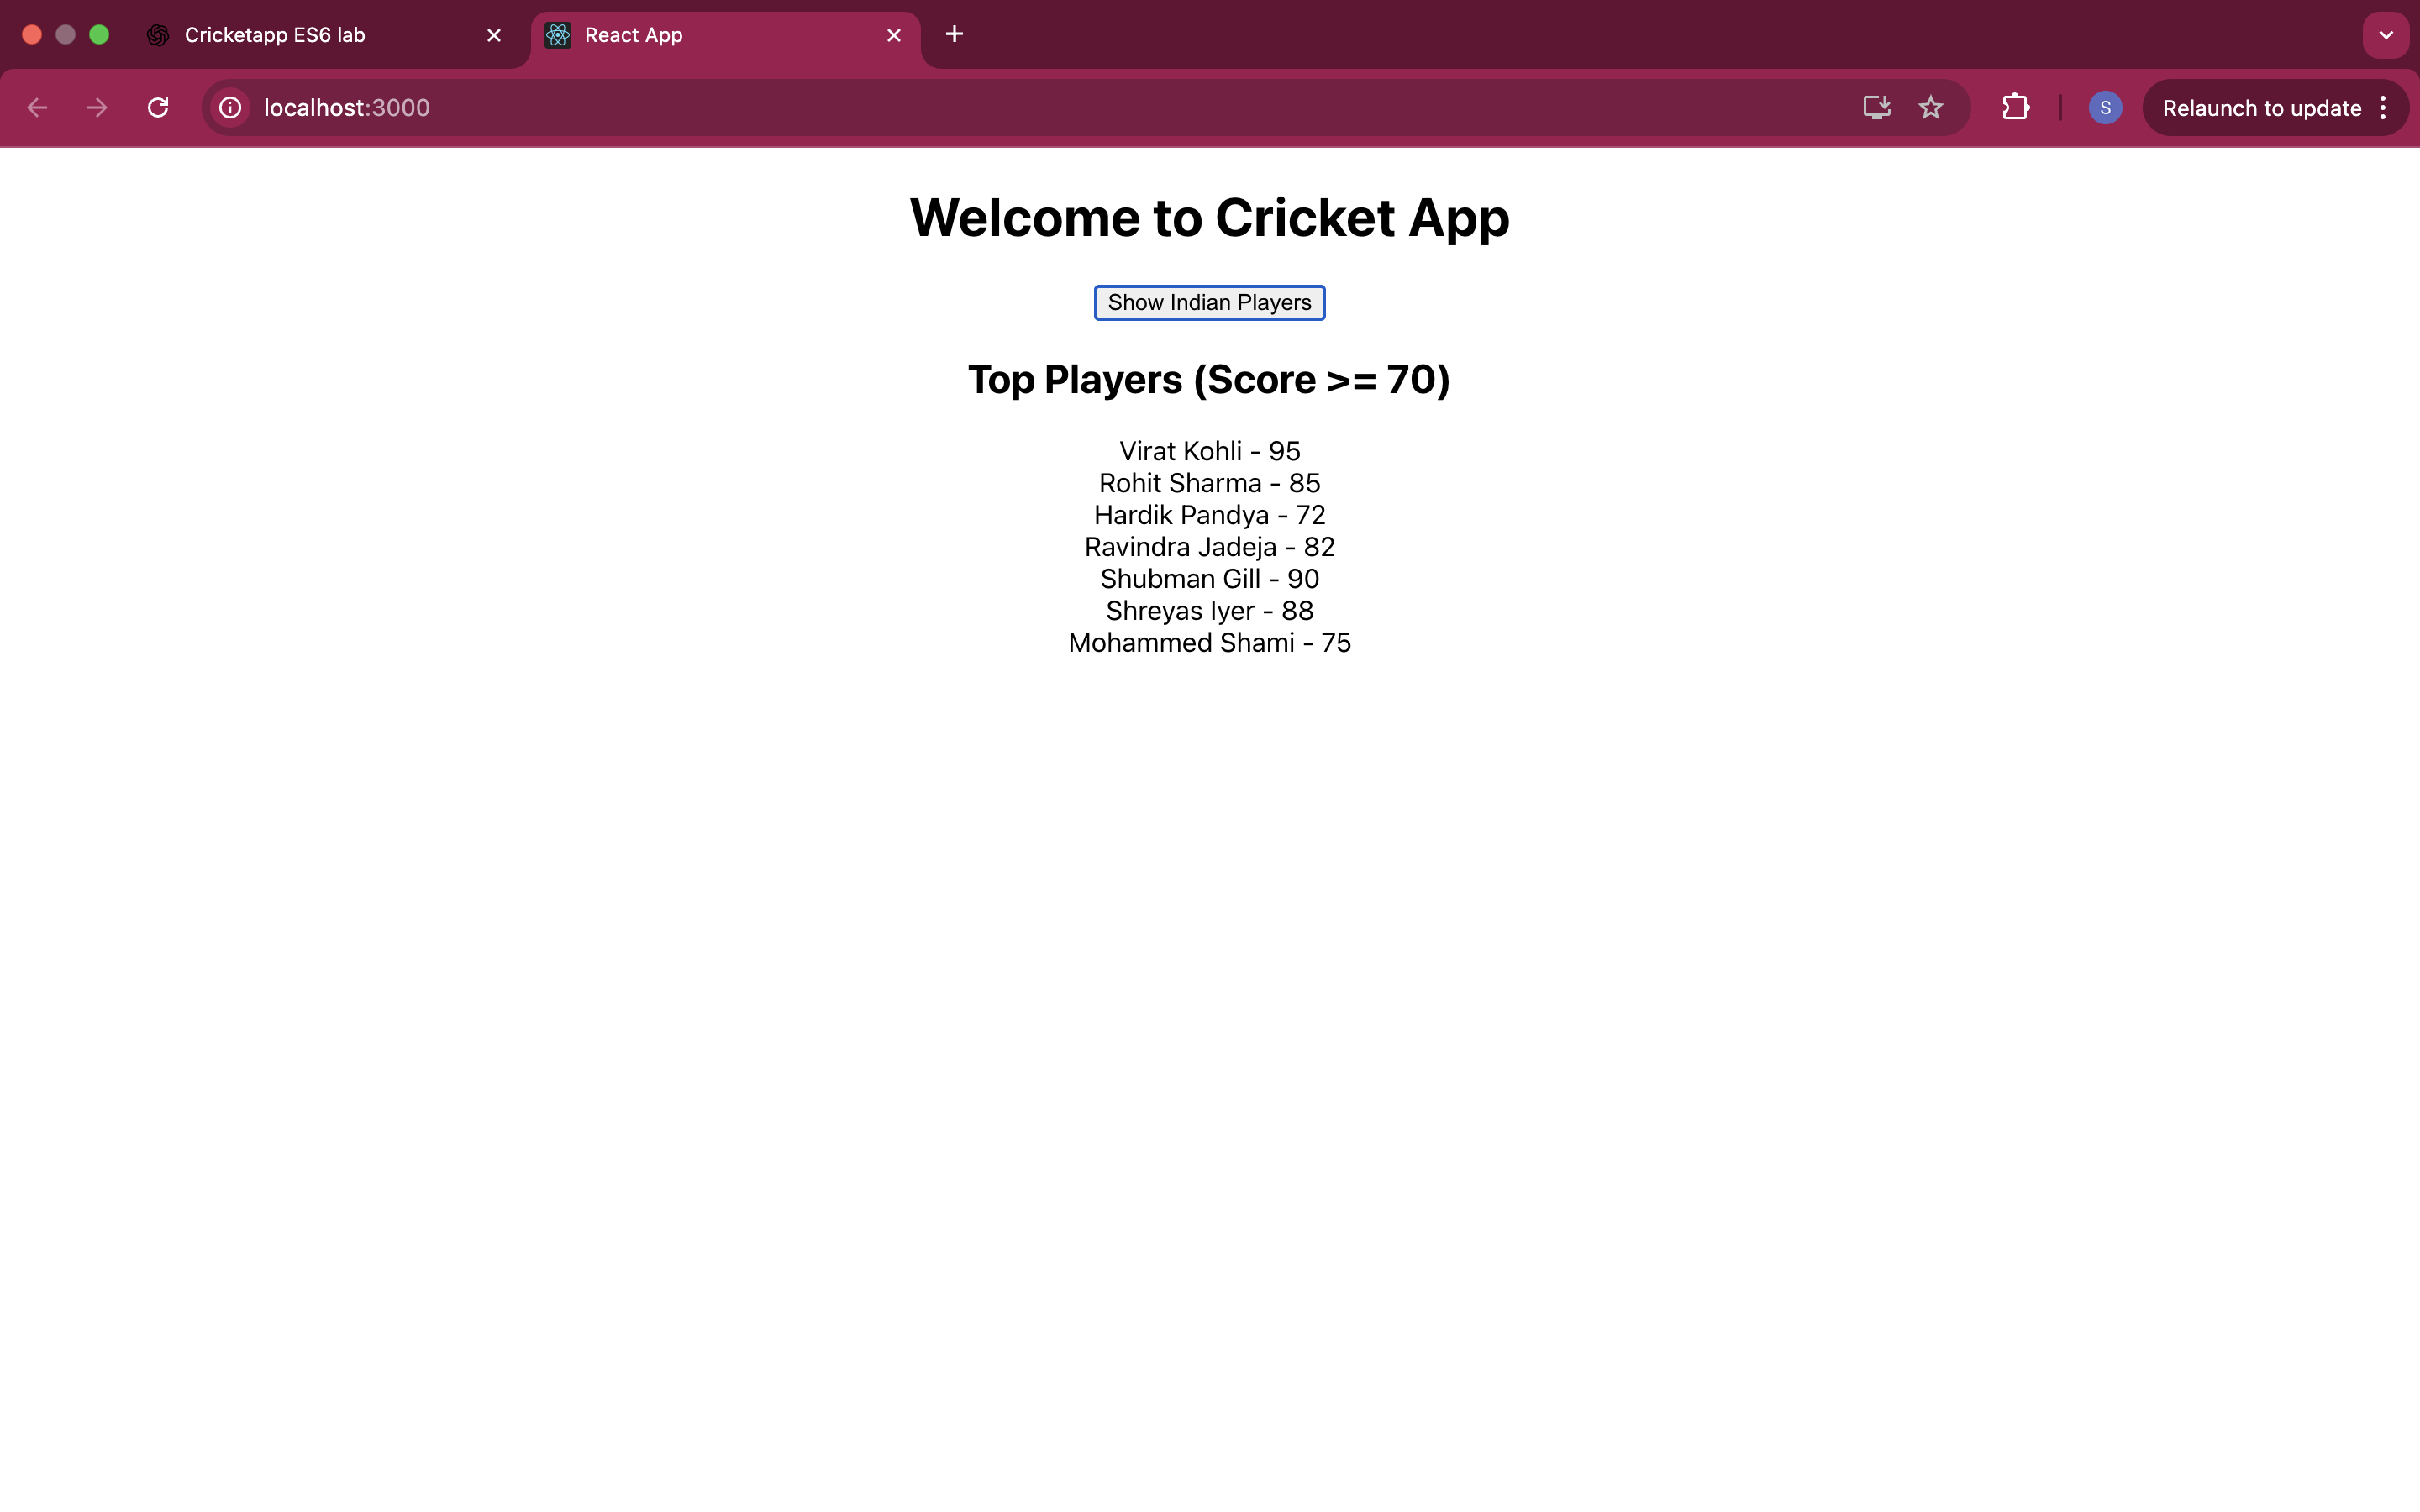 Cricketapp ES6 lab
React App
localhost:3000
S
Relaunch to update
Welcome to Cricket App
Show Indian Players
Top Players (Score >= 70)
Virat Kohli - 95
Rohit Sharma - 85
Hardik Pandya - 72
Ravindra Jadeja - 82
Shubman Gill - 90
Shreyas Iyer - 88
Mohammed Shami - 75